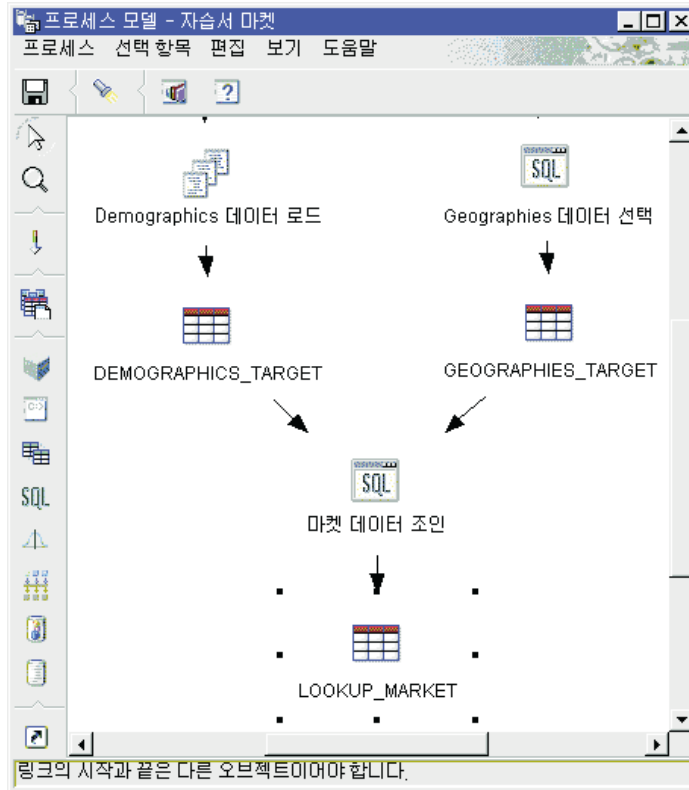 프로세스 모델 - 자습서 마켓
프로세스 선택 항목 편집 보기 도움말
Demographics 데이터 로드
SQL
Geographies 데이터 선택
DEMOGRAPHICS_TARGET
GEOGRAPHIES_TARGET
SQL
SQL
마켓 데이터 조인
LOOKUP_MARKET
링크의 시작과 끝은 다른 오브젝트이어야 합니다.